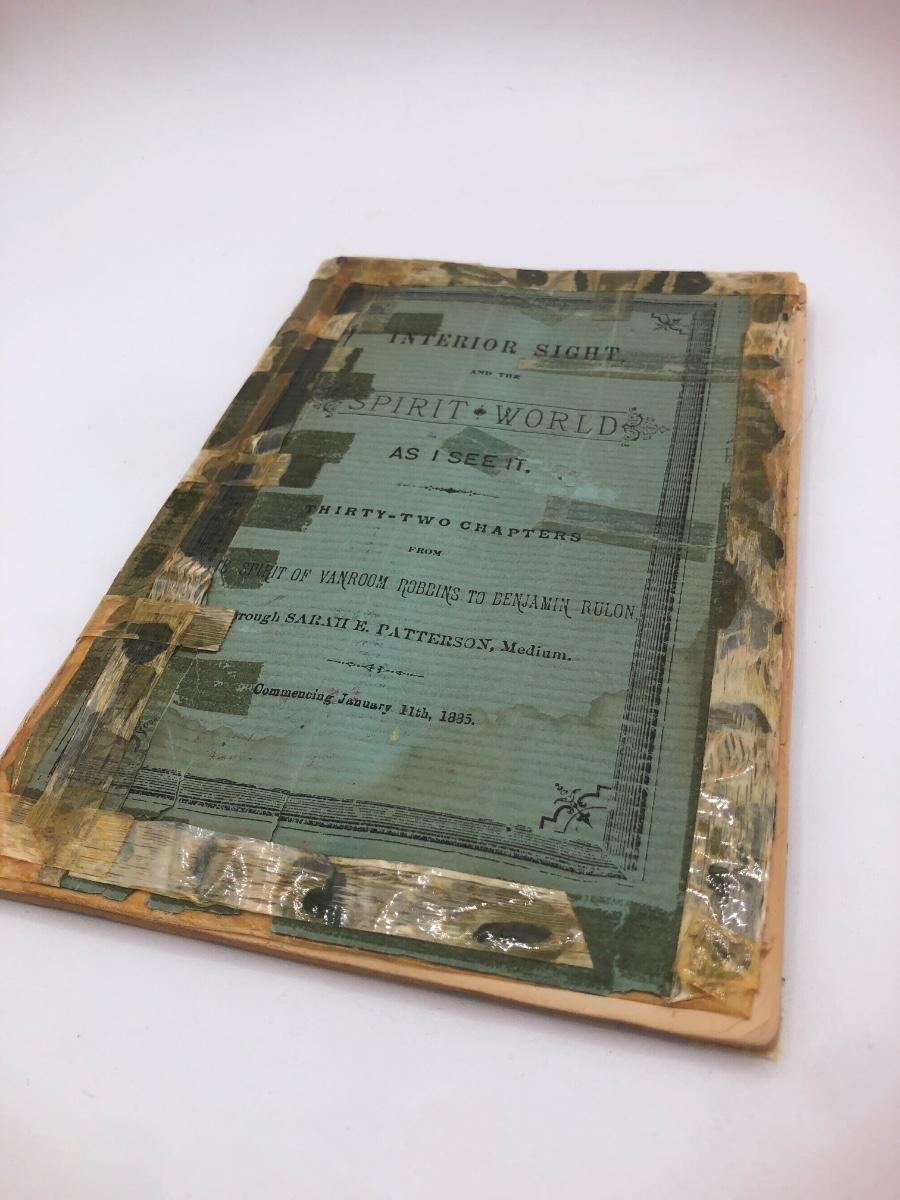 INTERIOR SIGHT,
AND THE
SPIRIT WORLD
AS I SEE IT.
THIRTY-TWO CHAPTERS
FROM
SPIRIT OF VANROOM ROBBINS TO BENJAMIN RULON,
through SARAH E. PATTERSON, Medium.
Commencing January 11th, 1885.